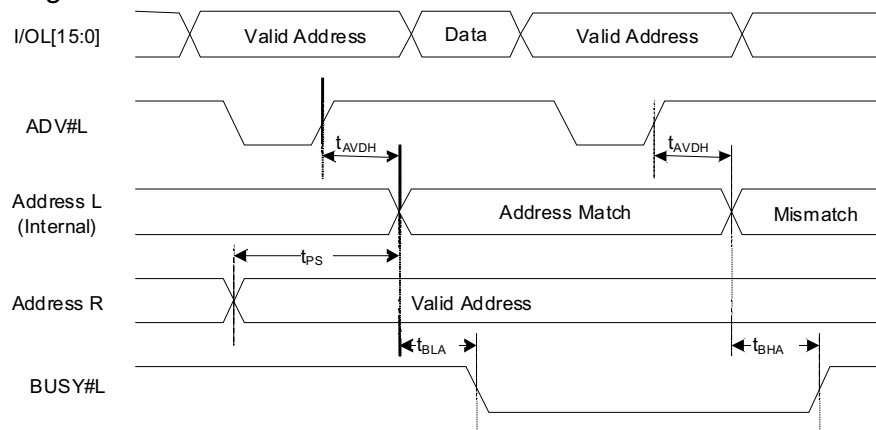 I/OL[15:0]
Valid Address
Data
Valid Address
ADV#L
tAVDH
tAVDH
Address L
(Internal)
Address Match
Mismatch
tPS
Address R
Valid Address
tBLA
tBHA
BUSY#L